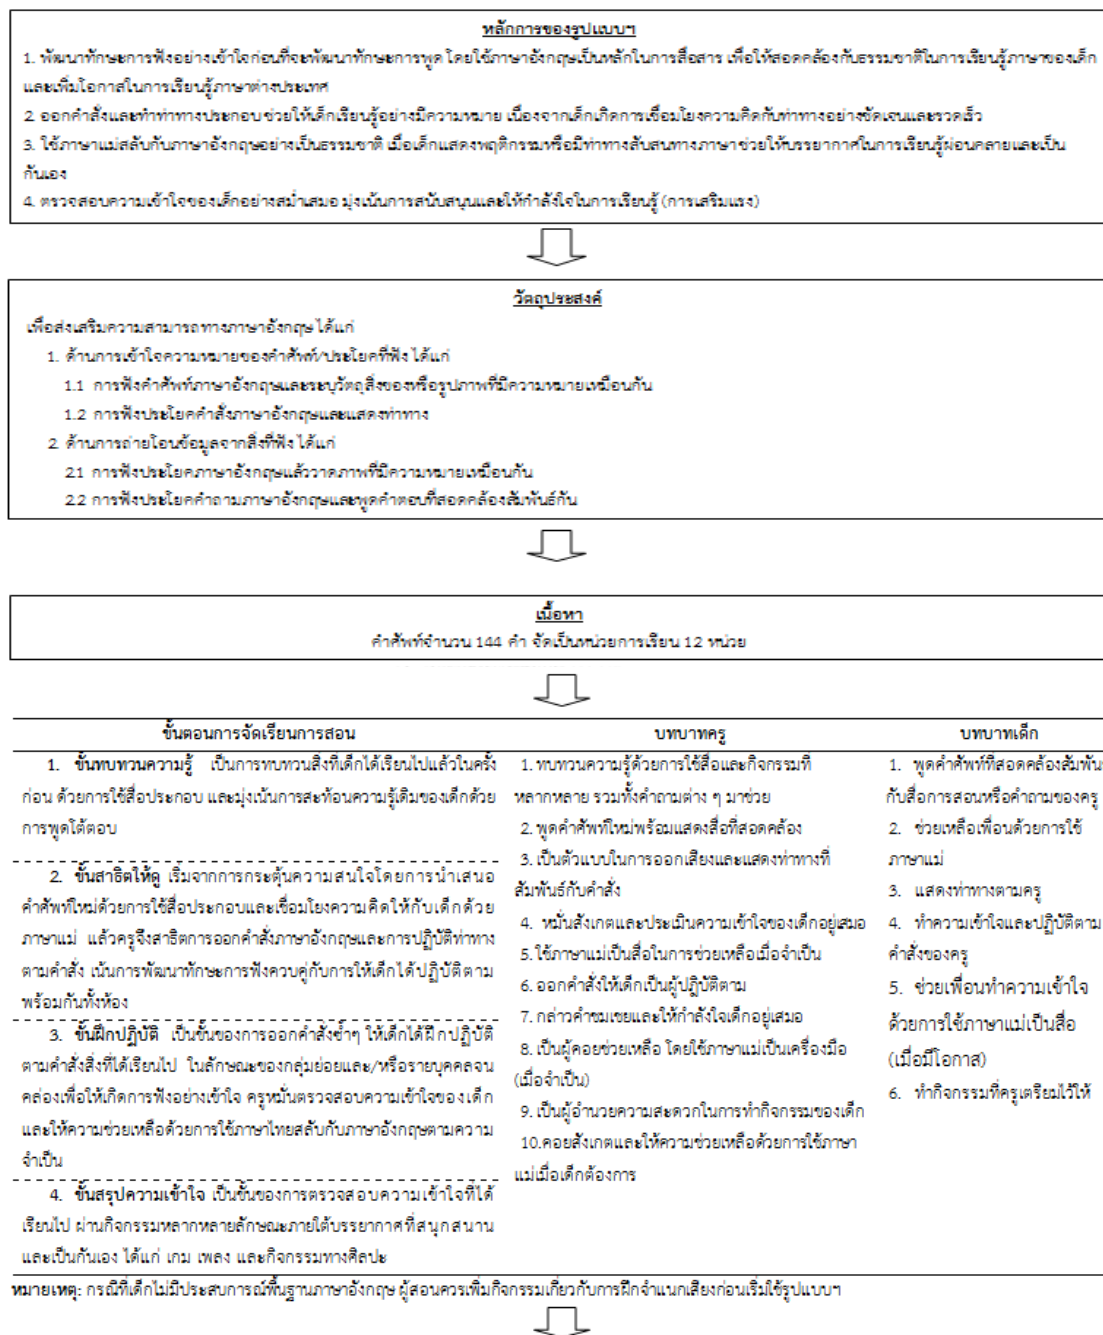 หลักการของรูปแบบฯ
1. พัฒนาทักษะการฟังอย่างเข้าใจก่อนที่จะพัฒนาทักษะการพูด โดยใช้ภาษาอังกฤษเป็นหลักในการสื่อสาร เพื่อให้สอดคล้องกับธรรมชาติในการเรียนรู้ภาษาของเด็ก
และเพิ่มโอกาสในการเรียนรู้ภาษาต่างประเทศ
2. ออกคำสั่งและทำท่าทางประกอบ ช่วยให้เด็กเรียนรู้อย่างมีความหมาย เนื่องจากเด็กเกิดการเชื่อมโยงความคิดกับท่าทางอย่างชัดเจนและรวดเร็ว
3. ใช้ภาษาแม่สลับกับภาษาอังกฤษอย่างเป็นธรรมชาติ เมื่อเด็กแสดงพฤติกรรมหรือมีท่าทางสับสนทางภาษา ช่วยให้บรรยากาศในการเรียนรู้ผ่อนคลายและเป็น
กันเอง
4. ตรวจสอบความเข้าใจของเด็กอย่างสม่ำเสมอ มุ่งเน้นการสนับสนุนและให้กำลังใจในการเรียนรู้ (การเสริมแรง)
วัตถุประสงค์
เพื่อส่งเสริมความสามารถทางภาษาอังกฤษ ได้แก่
1. ด้านการเข้าใจความหมายของคำศัพท์/ประโยคที่ฟัง ได้แก่
1.1 การฟังคำศัพท์ภาษาอังกฤษและระบุวัตถุสิ่งของหรือรูปภาพที่มีความหมายเหมือนกัน
1.2 การฟังประโยคคำสั่งภาษาอังกฤษและแสดงท่าทาง
2. ด้านการถ่ายโอนข้อมูลจากสิ่งที่ฟัง ได้แก่
2.1 การฟังประโยคภาษาอังกฤษแล้ววาดภาพที่มีความหมายเหมือนกัน
2.2 การฟังประโยคคำถามภาษาอังกฤษและพูดคำตอบที่สอดคล้องสัมพันธ์กัน
เนื้อหา
คำศัพท์จำนวน 144 คำ จัดเป็นหน่วยการเรียน 12 หน่วย
ขั้นตอนการจัดเรียนการสอน
1. ขั้นทบทวนความรู้ เป็นการทบทวนสิ่งที่เด็กได้เรียนไปแล้วในครั้ง
ก่อน ด้วยการใช้สื่อประกอบ และมุ่งเน้นการสะท้อนความรู้เดิมของเด็กด้วย
การพูดโต้ตอบ
2. ขั้นสาธิตให้ดู เริ่มจากการกระตุ้นความสนใจโดยการนำเสนอ
คำศัพท์ใหม่ด้วยการใช้สื่อประกอบและเชื่อมโยงความคิดให้กับเด็กด้วย
ภาษาแม่ แล้วครูจึงสาธิตการออกคำสั่งภาษาอังกฤษและการปฏิบัติท่าทาง
ตามคำสั่ง เน้นการพัฒนาทักษะการฟังควบคู่กับการให้เด็กได้ปฏิบัติตาม
พร้อมกันทั้งห้อง
3. ขั้นฝึกปฏิบัติ เป็นขั้นของการออกคำสั่งซ้ำๆ ให้เด็กได้ฝึกปฏิบัติ
ตามคำสั่งสิ่งที่ได้เรียนไป ในลักษณะของกลุ่มย่อยและ/หรือรายบุคคลจน
คล่องเพื่อให้เกิดการฟังอย่างเข้าใจ ครูหมั่นตรวจสอบความเข้าใจของเด็ก
และให้ความช่วยเหลือด้วยการใช้ภาษาไทยสลับกับภาษาอังกฤษตามความ
จำเป็น
4. ขั้นสรุปความเข้าใจ เป็นขั้นของการตรวจสอบความเข้าใจที่ได้
เรียนไป ผ่านกิจกรรมหลากหลายลักษณะภายใต้บรรยากาศที่สนุกสนาน
และเป็นกันเอง ได้แก่ เกม เพลง และกิจกรรมทางศิลปะ
บทบาทครู
1. ทบทวนความรู้ด้วยการใช้สื่อและกิจกรรมที่
หลากหลาย รวมทั้งคำถามต่าง ๆ มาช่วย
2. พูดคำศัพท์ใหม่พร้อมแสดงสื่อที่สอดคล้อง
3. เป็นตัวแบบในการออกเสียงและแสดงท่าทางที่
สัมพันธ์กับคำสั่ง
4. หมั่นสังเกตและประเมินความเข้าใจของเด็กอยู่เสมอ
5. ใช้ภาษาแม่เป็นสื่อในการช่วยเหลือเมื่อจำเป็น
6. ออกคำสั่งให้เด็กเป็นผู้ปฏิบัติตาม
7. กล่าวคำชมเชยและให้กำลังใจเด็กอยู่เสมอ
8. เป็นผู้คอยช่วยเหลือ โดยใช้ภาษาแม่เป็นเครื่องมือ
(เมื่อจำเป็น)
9. เป็นผู้อำนวยความสะดวกในการทำกิจกรรมของเด็ก
10.คอยสังเกตและให้ความช่วยเหลือด้วยการใช้ภาษา
แม่เมื่อเด็กต้องการ
บทบาทเด็ก
1. พูดคำศัพท์ที่สอดคล้องสัมพัน
กับสื่อการสอนหรือคำถามของครู
2. ช่วยเหลือเพื่อนด้วยการใช้
ภาษาแม่
3. แสดงท่าทางตามครู
4. ทำความเข้าใจและปฏิบัติตาม
คำสั่งของครู
5. ช่วยเพื่อนทำความเข้าใจ
ด้วยการใช้ภาษาแม่เป็นสื่อ
(เมื่อมีโอกาส)
6. ทำกิจกรรมที่ครูเตรียมไว้ให้
หมายเหตุ: กรณีที่เด็กไม่มีประสบการณ์พื้นฐานภาษาอังกฤษ ผู้สอนควรเพิ่มกิจกรรมเกี่ยวกับการฝึกจำแนกเสียงก่อนเริ่มใช้รูปแบบฯ